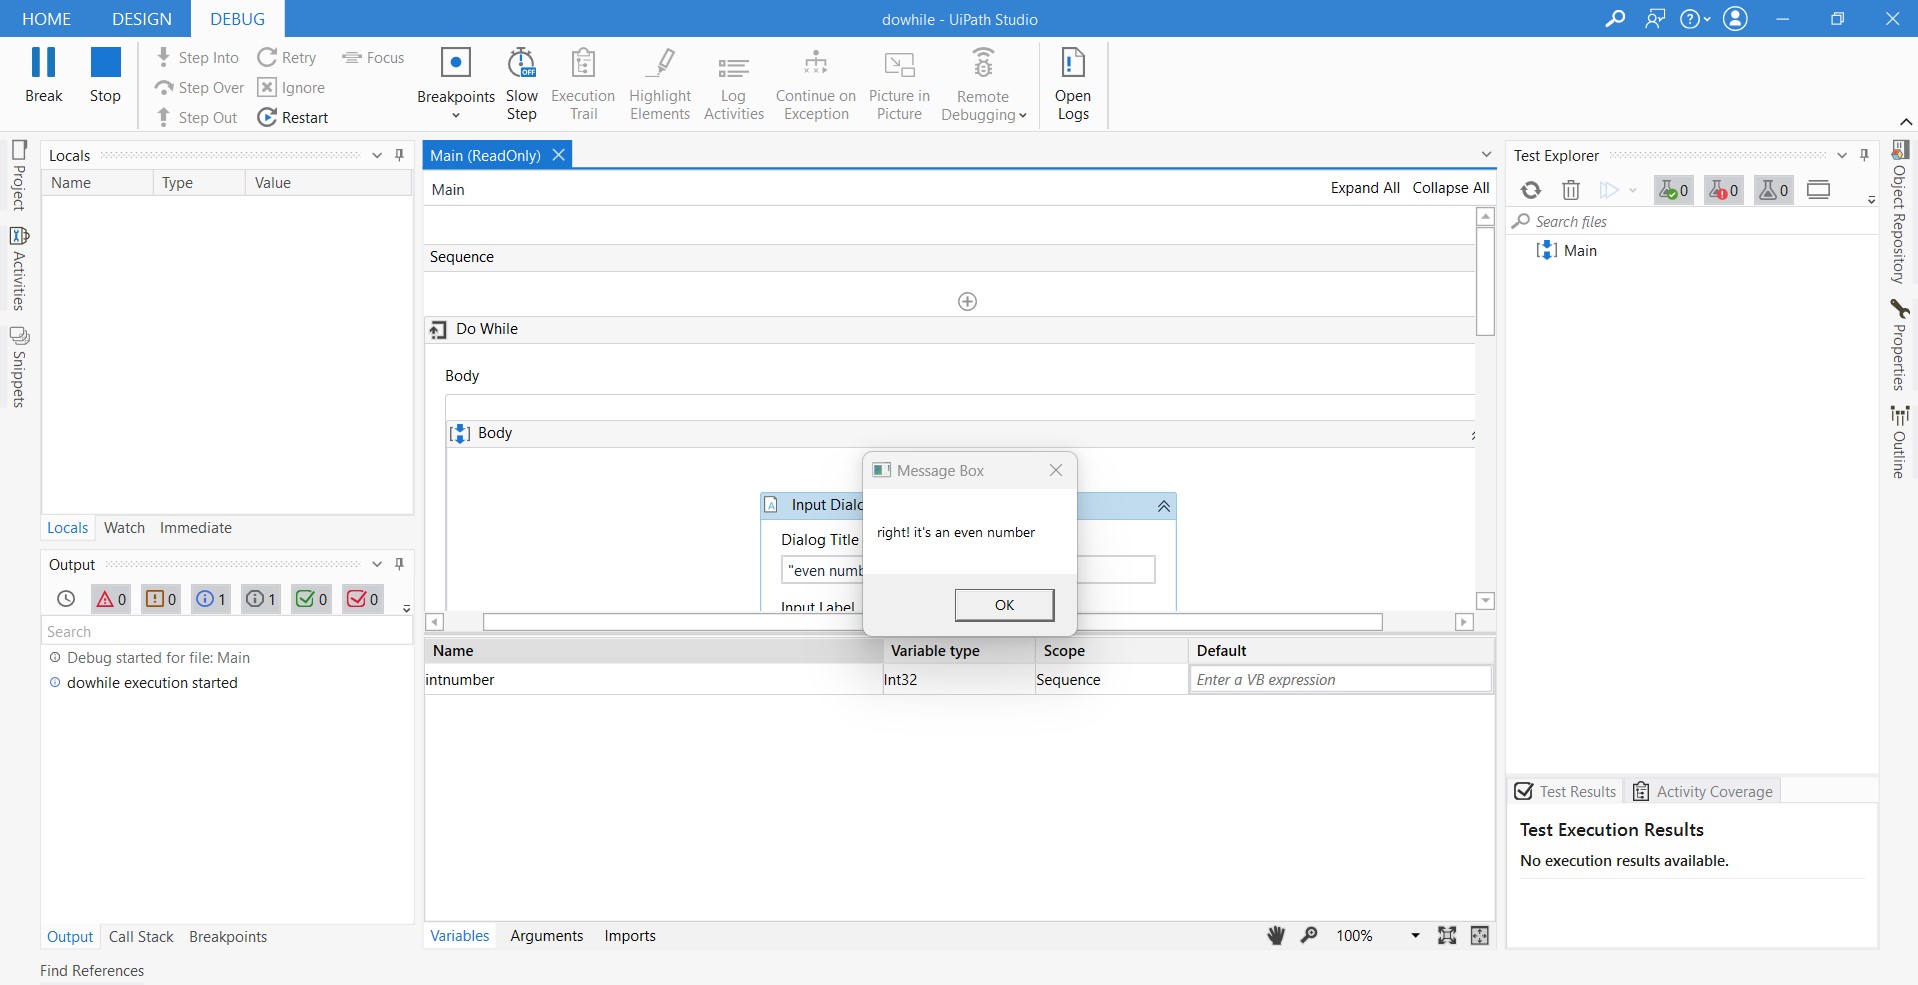 HOME DESIGN DEBUG
dowhile - UiPath Studio
Break
Stop
Step Into
Step Over
Step Out
Retry
Ignore
Restart
Focus
Breakpoints
Slow
Step
OFF
Execution
Trail
Highlight
Elements
Log
Activities
Continue on
Exception
Picture in
Picture
Remote
Debugging
Open
Logs
Project
Activities
Snippets
Locals
Name Type Value
Locals Watch Immediate
Output
0 0 1 1 0 0
Search
Debug started for file: Main
dowhile execution started
Output Call Stack Breakpoints
Find References
Main (ReadOnly)
Main
Expand All Collapse All
Sequence
Do While
Body
Body
Input Dialo
Dialog Title
"even numb
Input Label
Message Box
right! it's an even number
OK
Name Variable type Scope Default
intnumber Int32 Sequence Enter a VB expression
Variables Arguments Imports
100%
Test Explorer
0 0 0
Search files
Main
Test Results Activity Coverage
Test Execution Results
No execution results available.
Object Repository
Properties
Outline